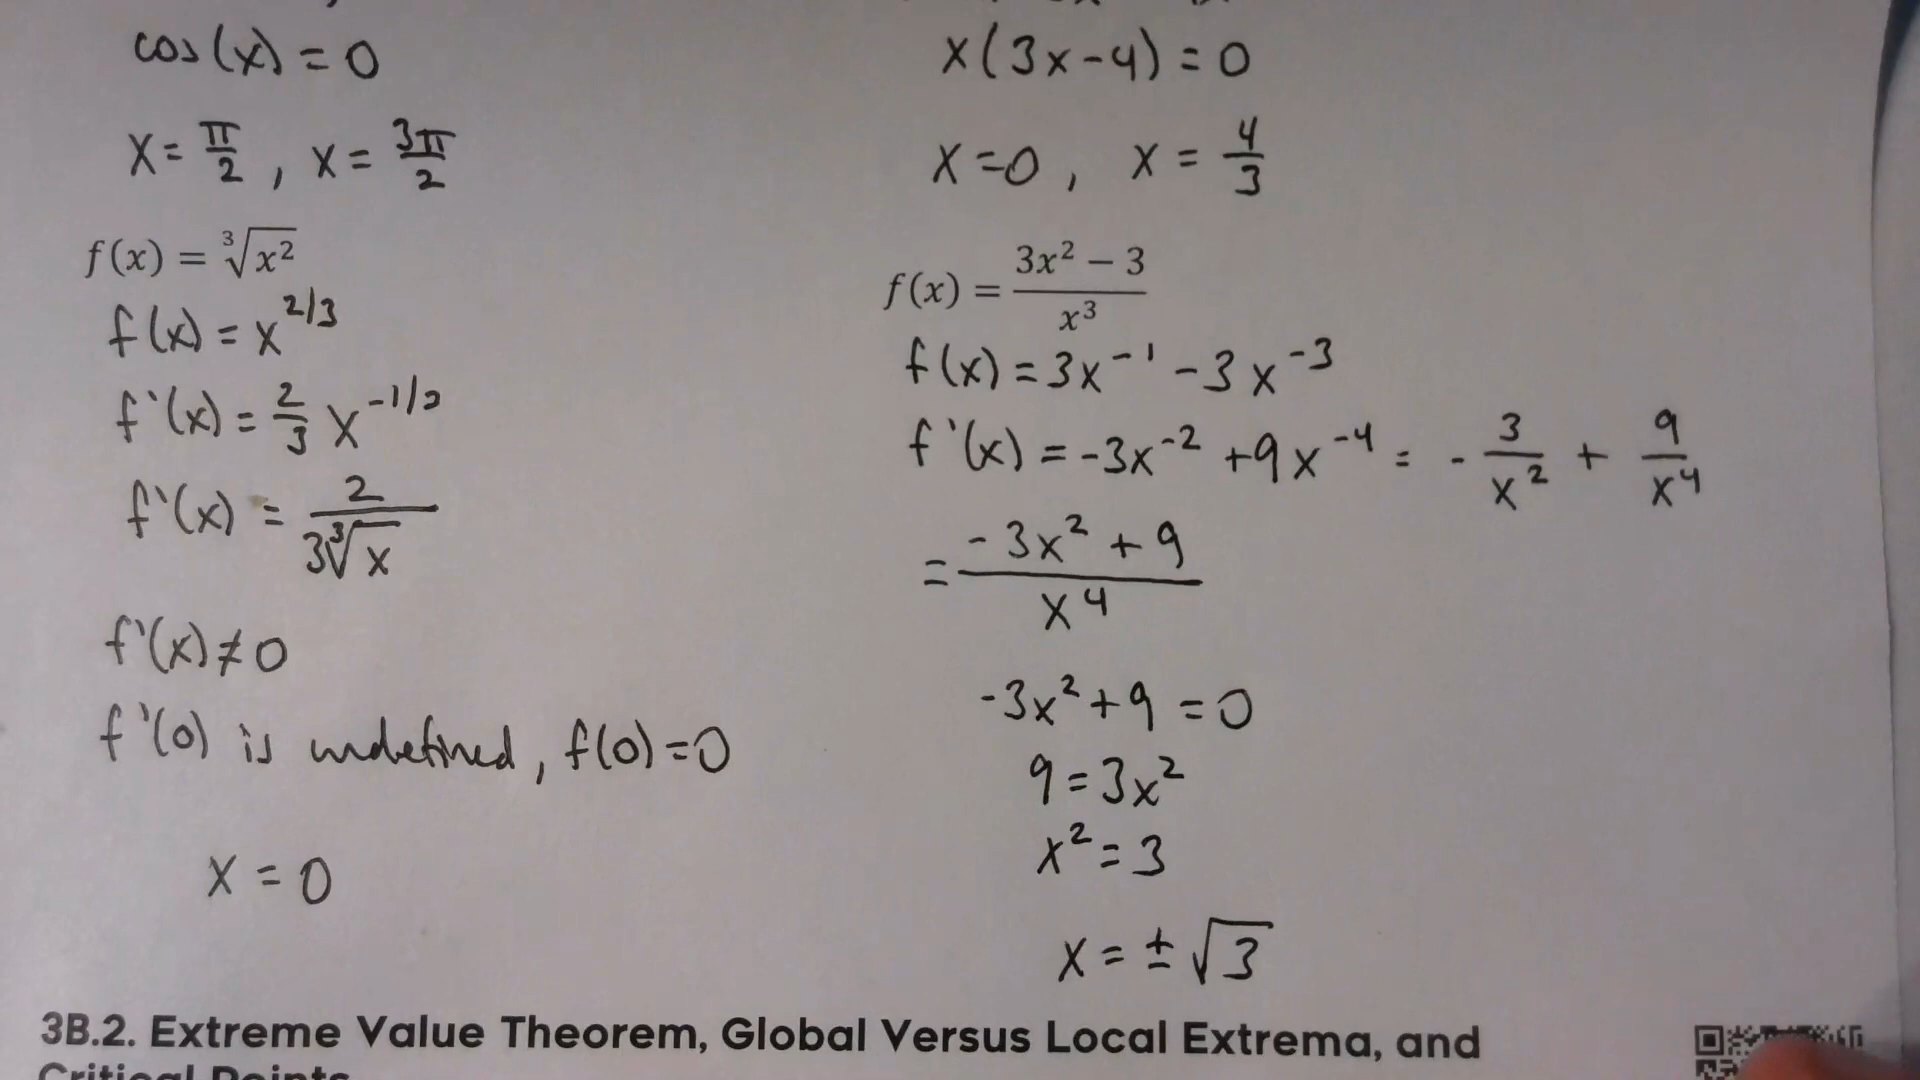 cos(x) = 0
x = π/2 , x = 3π/2
f(x) = ∛x²
f(x) = x^2/3
f'(x) = 2/3 x^-1/3
f'(x) = 2/(3∛x)
f'(x) ≠ 0
f'(0) is undefined, f(0) = 0
x = 0
x(3x-4) = 0
x = 0 , x = 4/3
f(x) = (3x² − 3)/x³
f(x) = 3x^-1 - 3x^-3
f'(x) = -3x^-2 + 9x^-4 = - 3/x² + 9/x⁴
= (-3x² + 9)/x⁴
-3x² + 9 = 0
9 = 3x²
x² = 3
x = ± √3
3B.2. Extreme Value Theorem, Global Versus Local Extrema, and
Critical Points